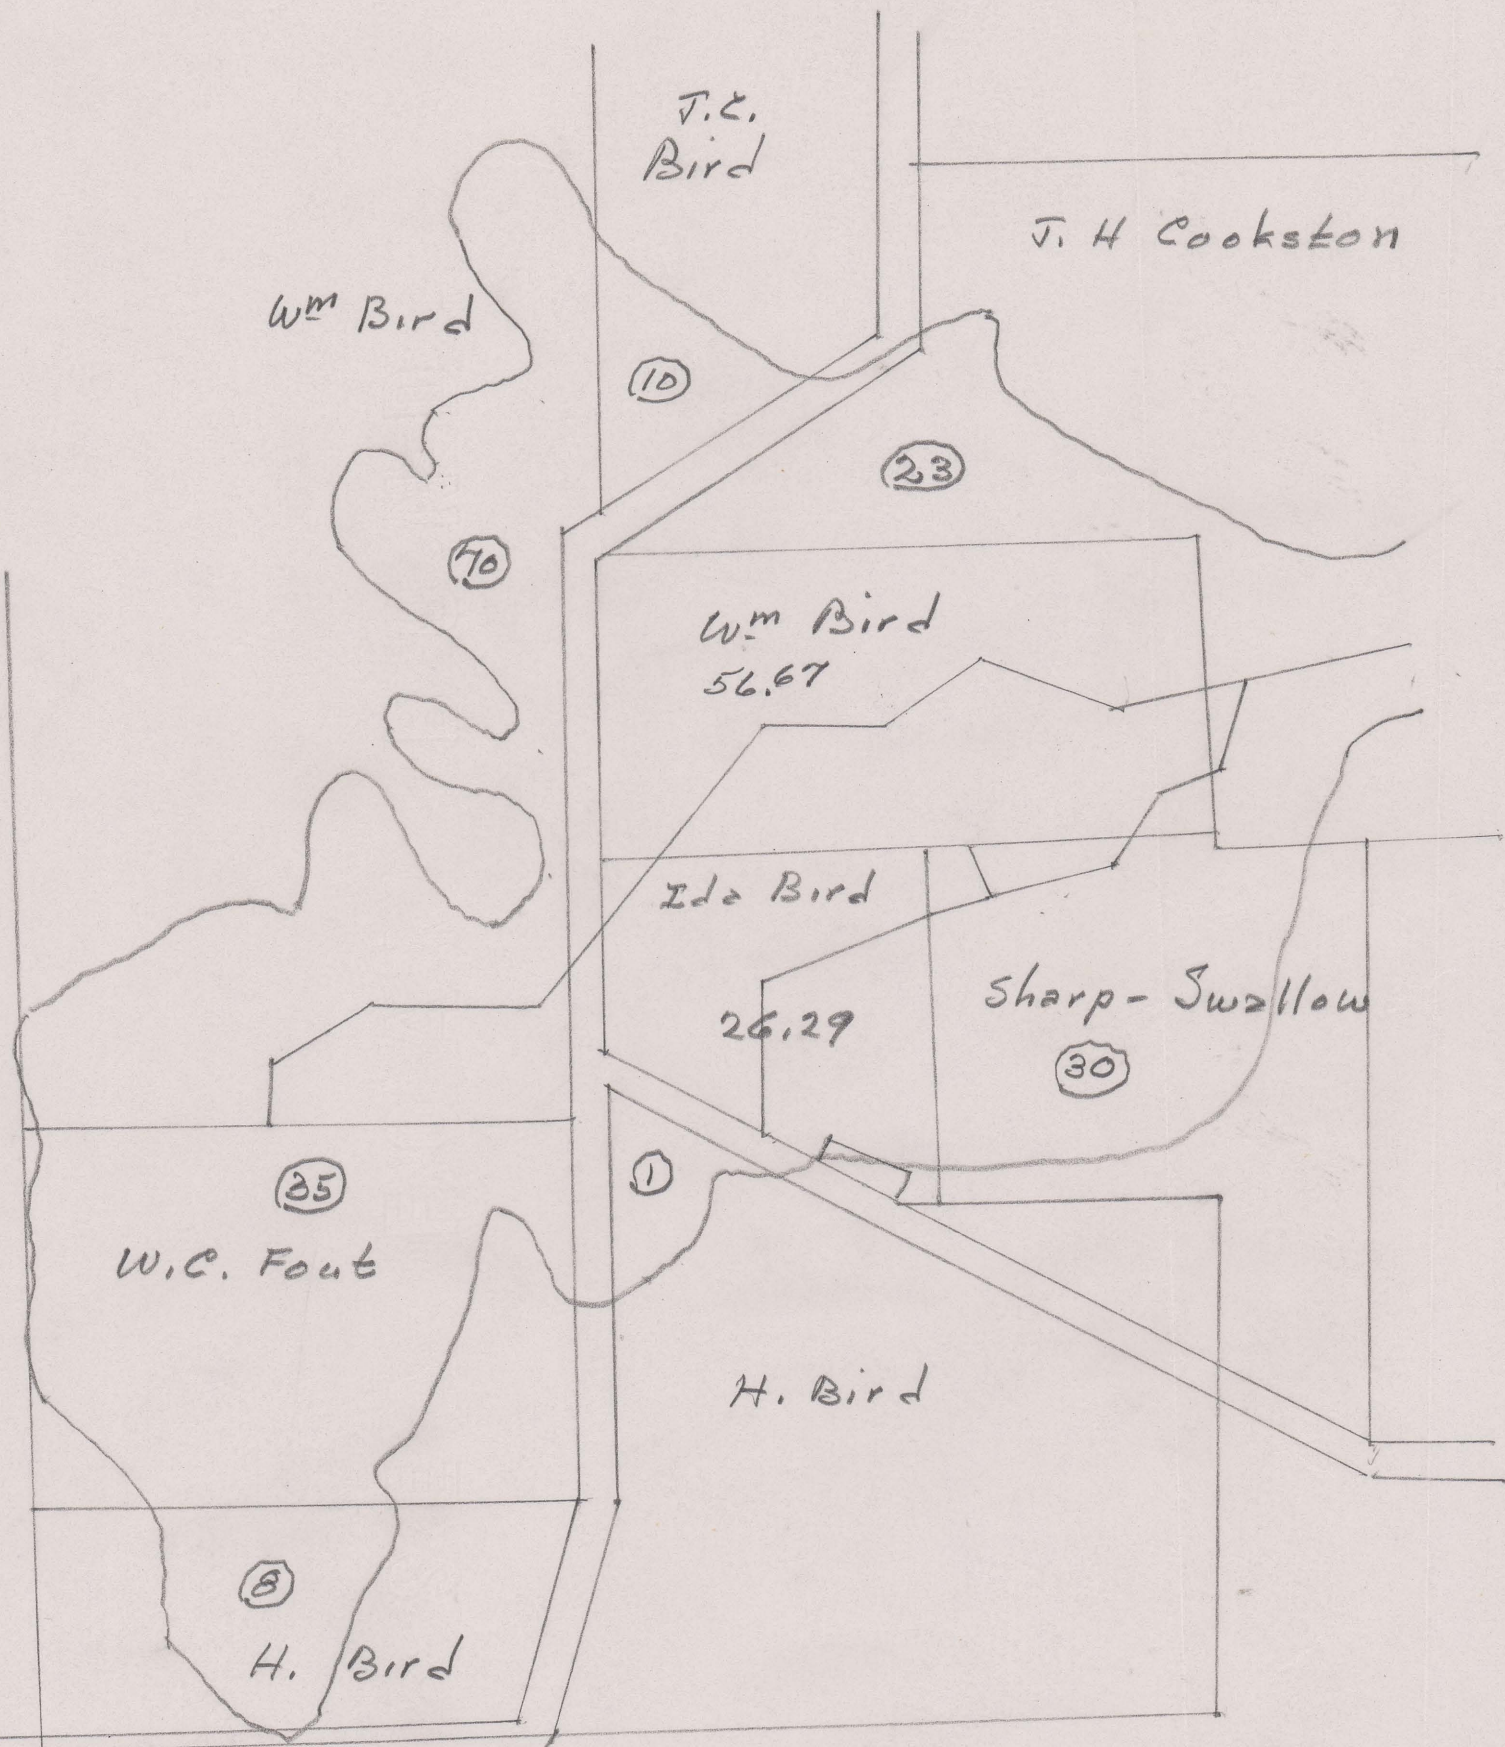 J.C.
Bird
J. H Cookston
Wm Bird
10
23
70
Wm Bird
56.67
Ida Bird
Sharp - Swallow
26.29
30
1
35
W.C. Fout
H. Bird
8
H. Bird